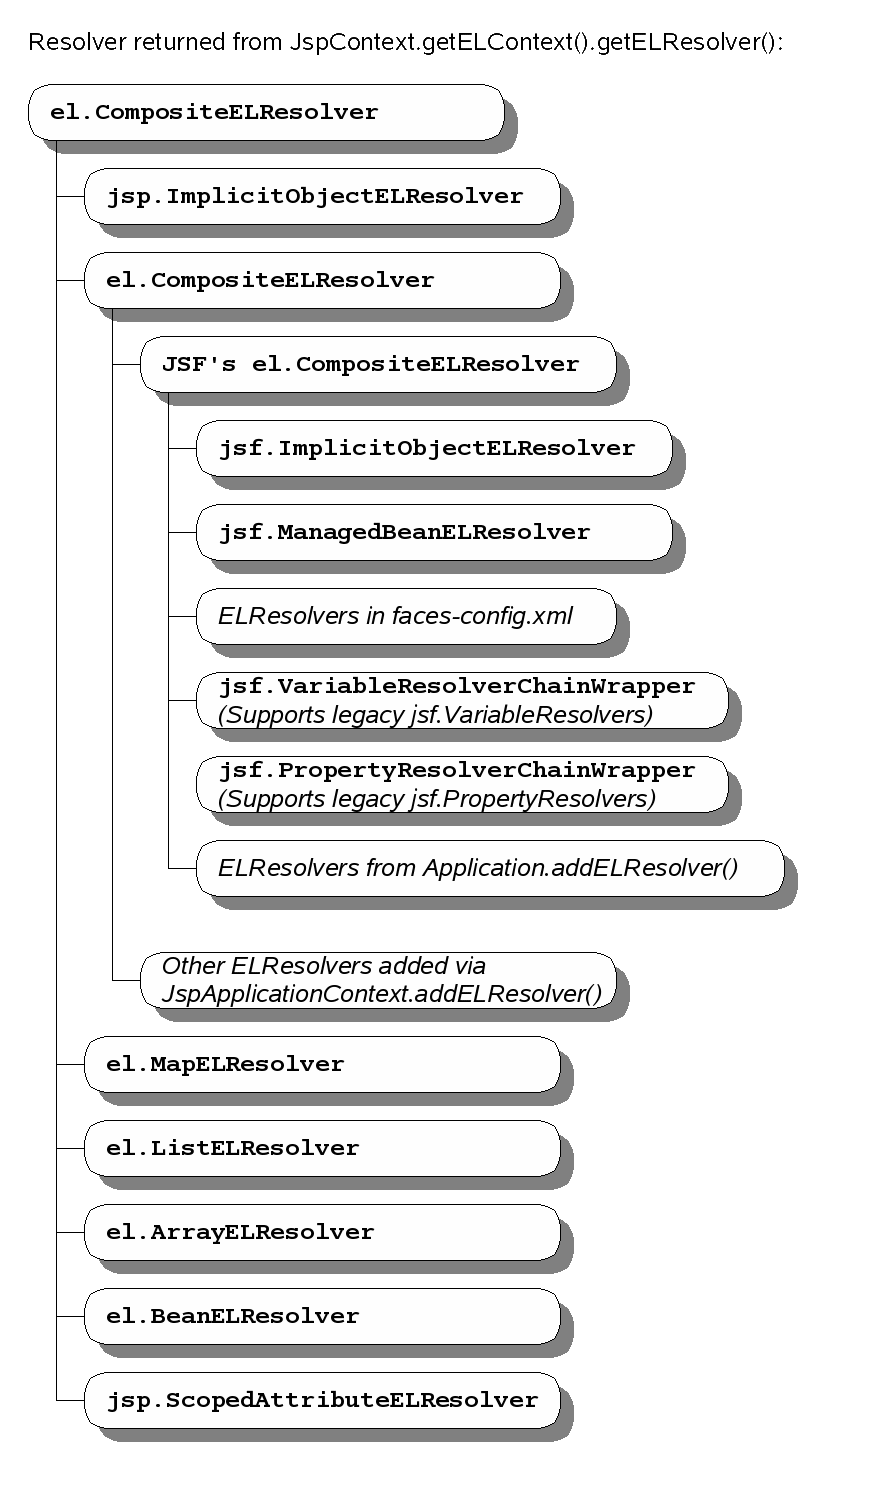 Resolver returned from JspContext.getELContext().getELResolver():
el.CompositeELResolver
jsp.ImplicitObjectELResolver
el.CompositeELResolver
JSF's el.CompositeELResolver
jsf.ImplicitObjectELResolver
jsf.ManagedBeanELResolver
ELResolvers in faces-config.xml
jsf.VariableResolverChainWrapper
(Supports legacy jsf.VariableResolvers)
jsf.PropertyResolverChainWrapper
(Supports legacy jsf.PropertyResolvers)
ELResolvers from Application.addELResolver()
Other ELResolvers added via
JspApplicationContext.addELResolver()
el.MapELResolver
el.ListELResolver
el.ArrayELResolver
el.BeanELResolver
jsp.ScopedAttributeELResolver